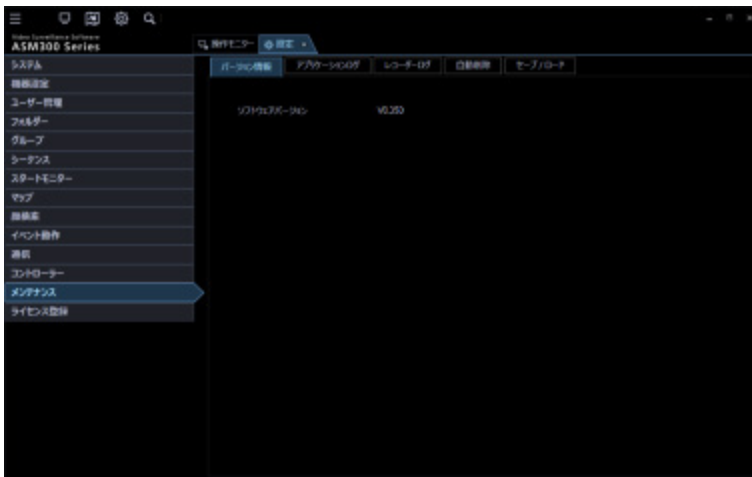 Video Surveillance Software
ASM300 Series
操作モニター
設定
システム
機器設定
ユーザー管理
フォルダー
グループ
シーケンス
スタートモニター
マップ
顔検索
イベント動作
通信
コントローラー
メンテナンス
ライセンス登録
バージョン情報
アプリケーションログ
レコーダーログ
自動削除
セーブ/ロード
ソフトウェアバージョン
V0.350